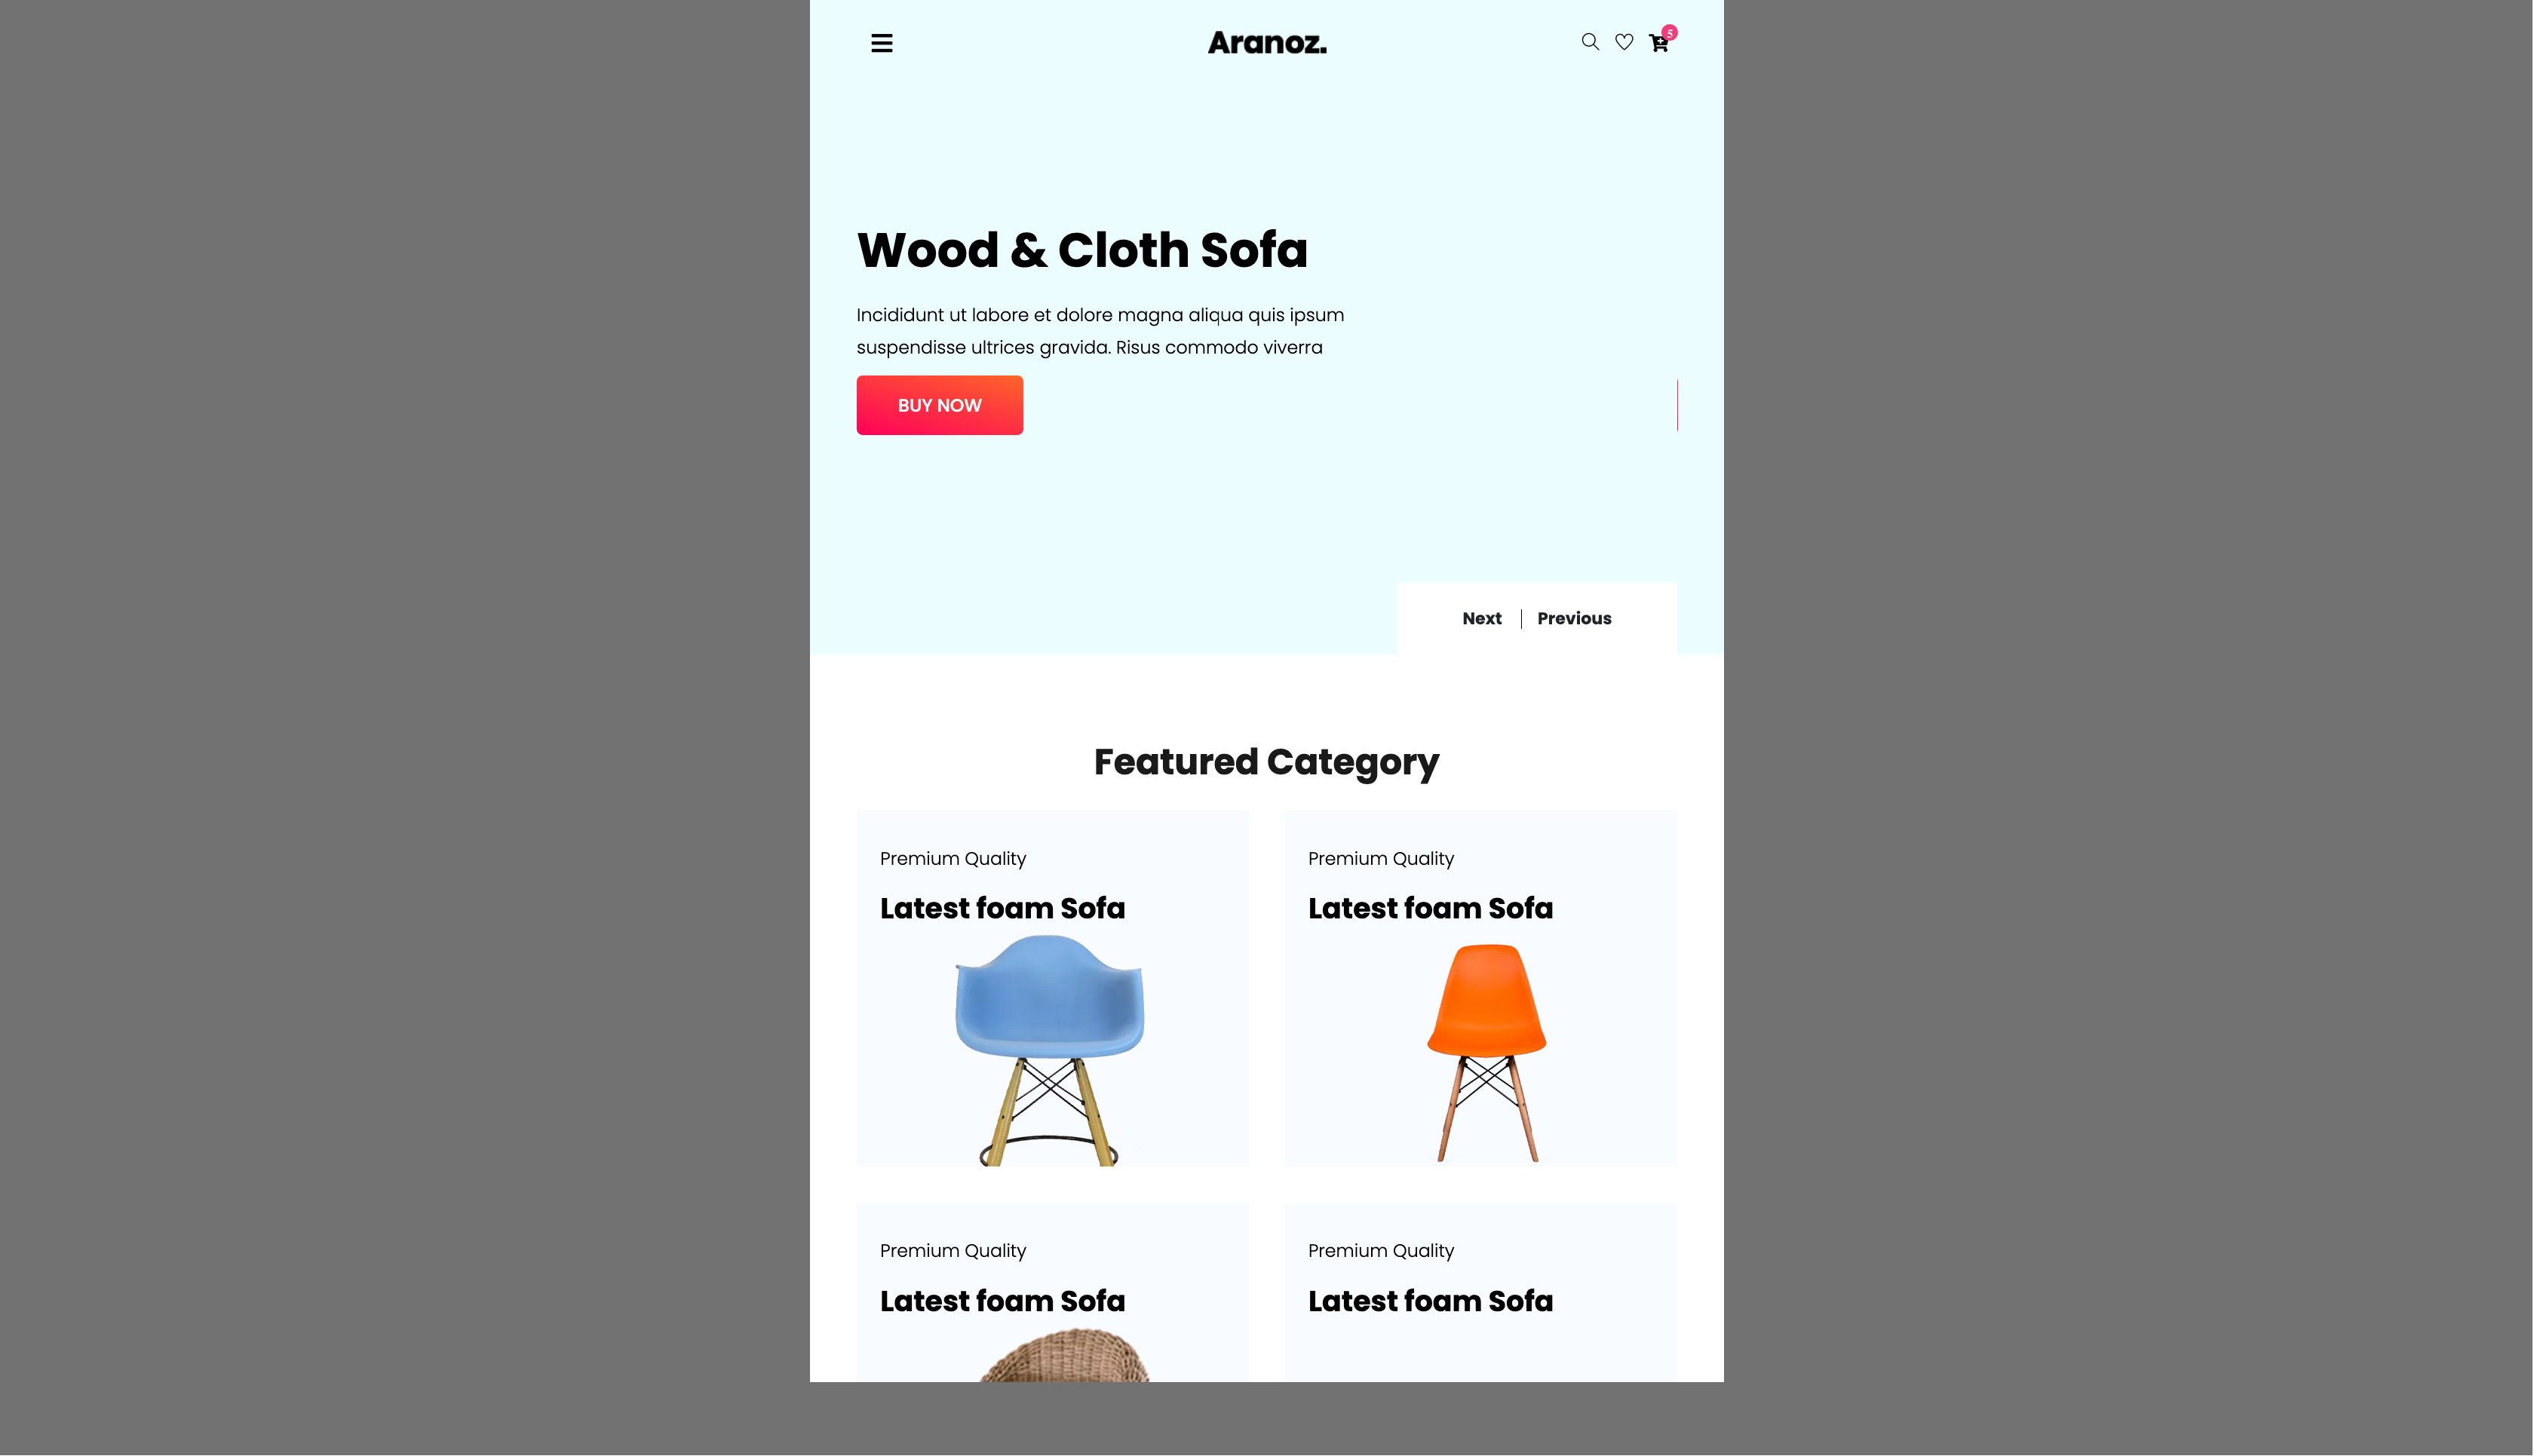 Aranoz.
5
Wood & Cloth Sofa
Incididunt ut labore et dolore magna aliqua quis ipsum
suspendisse ultrices gravida. Risus commodo viverra
BUY NOW
Next | Previous
Featured Category
Premium Quality
Latest foam Sofa
Premium Quality
Latest foam Sofa
Premium Quality
Latest foam Sofa
Premium Quality
Latest foam Sofa